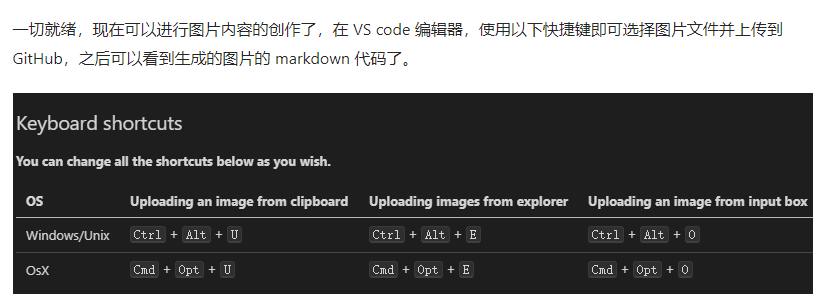 一切就绪，现在可以进行图片内容的创作了，在 VS code 编辑器，使用以下快捷键即可选择图片文件并上传到
GitHub，之后可以看到生成的图片的 markdown 代码了。
Keyboard shortcuts
You can change all the shortcuts below as you wish.
OS Uploading an image from clipboard Uploading images from explorer Uploading an image from input box
Windows/Unix Ctrl + Alt + U Ctrl + Alt + E Ctrl + Alt + O
OsX Cmd + Opt + U Cmd + Opt + E Cmd + Opt + O